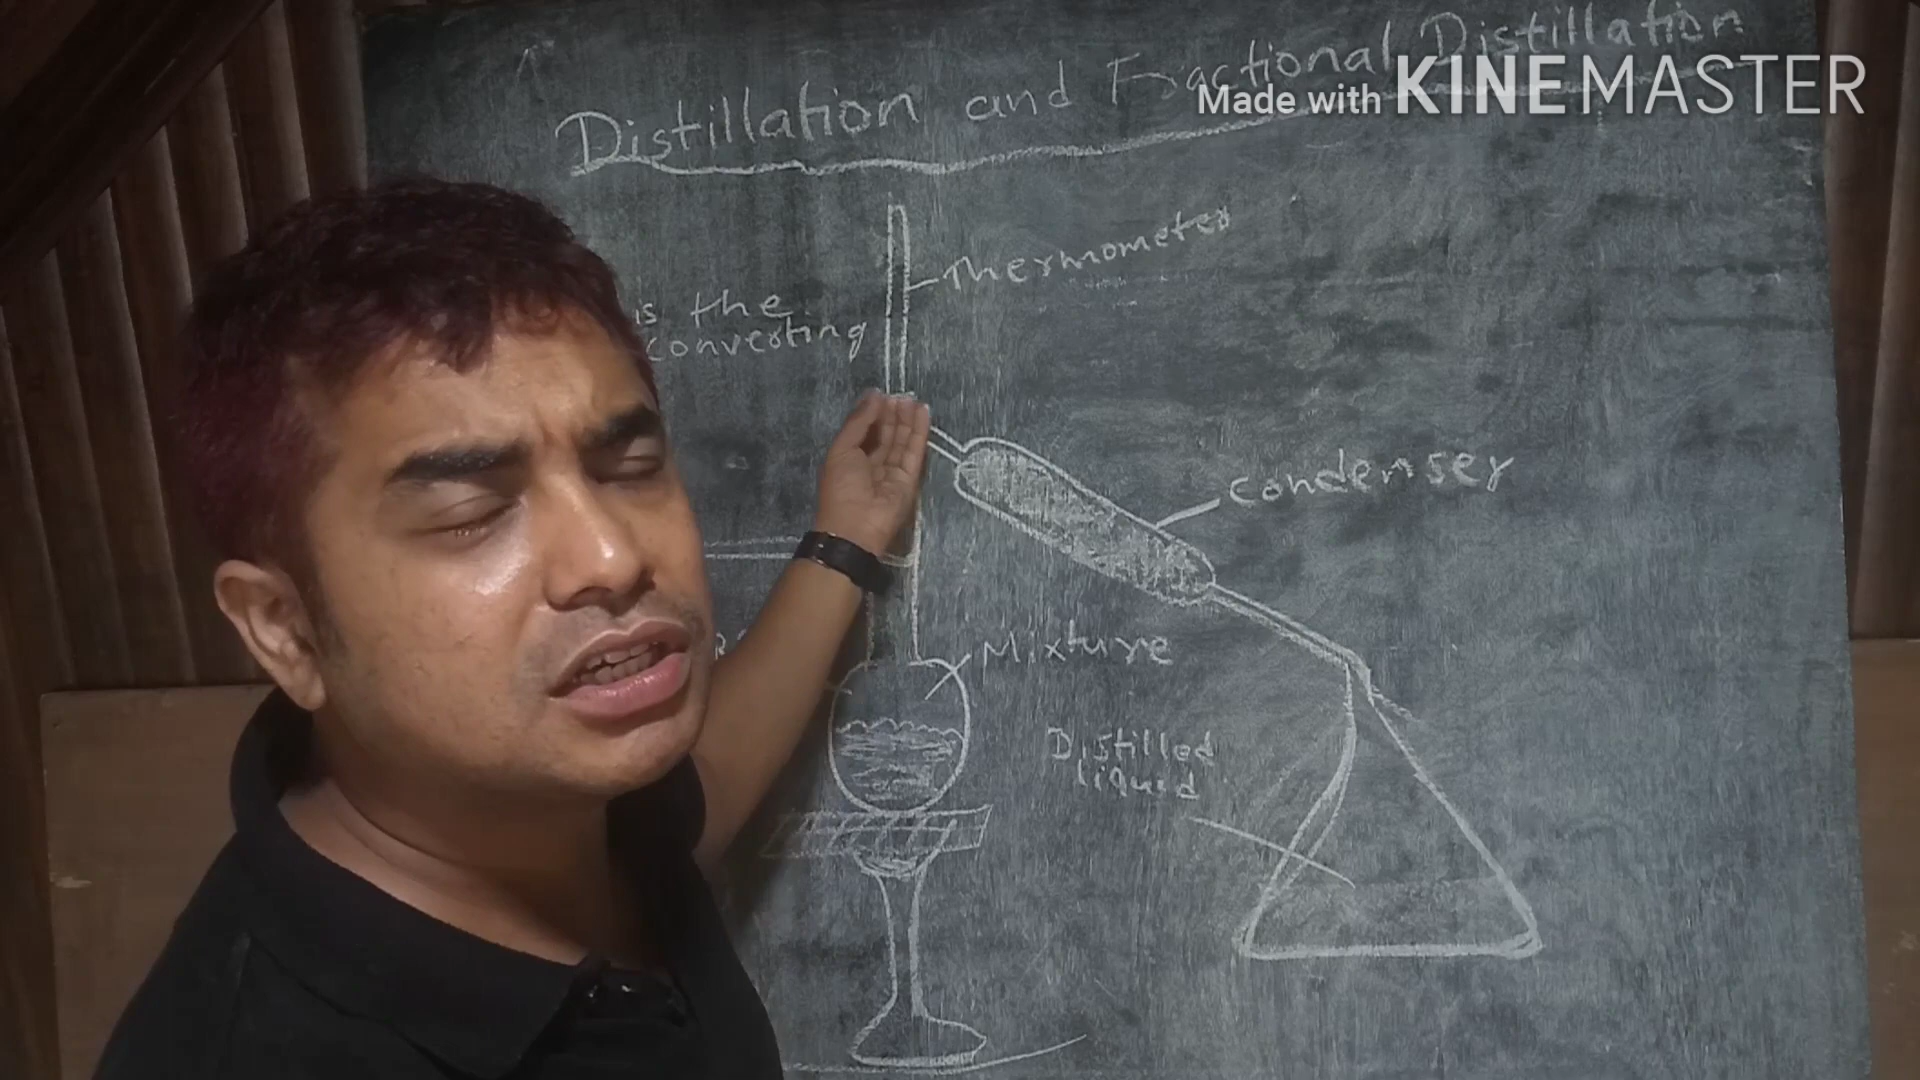 Distillation and Fractional Distillation
Made with KINEMASTER
Thermometer
is the
converting
Condenser
Mixture
Distilled
liquid